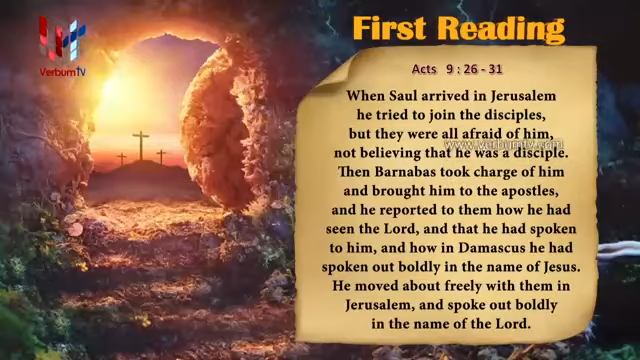 VerbumTV
First Reading
Acts 9 : 26 - 31
When Saul arrived in Jerusalem
he tried to join the disciples,
but they were all afraid of him,
www.verbumtv.com
not believing that he was a disciple.
Then Barnabas took charge of him
and brought him to the apostles,
and he reported to them how he had
seen the Lord, and that he had spoken
to him, and how in Damascus he had
spoken out boldly in the name of Jesus.
He moved about freely with them in
Jerusalem, and spoke out boldly
in the name of the Lord.